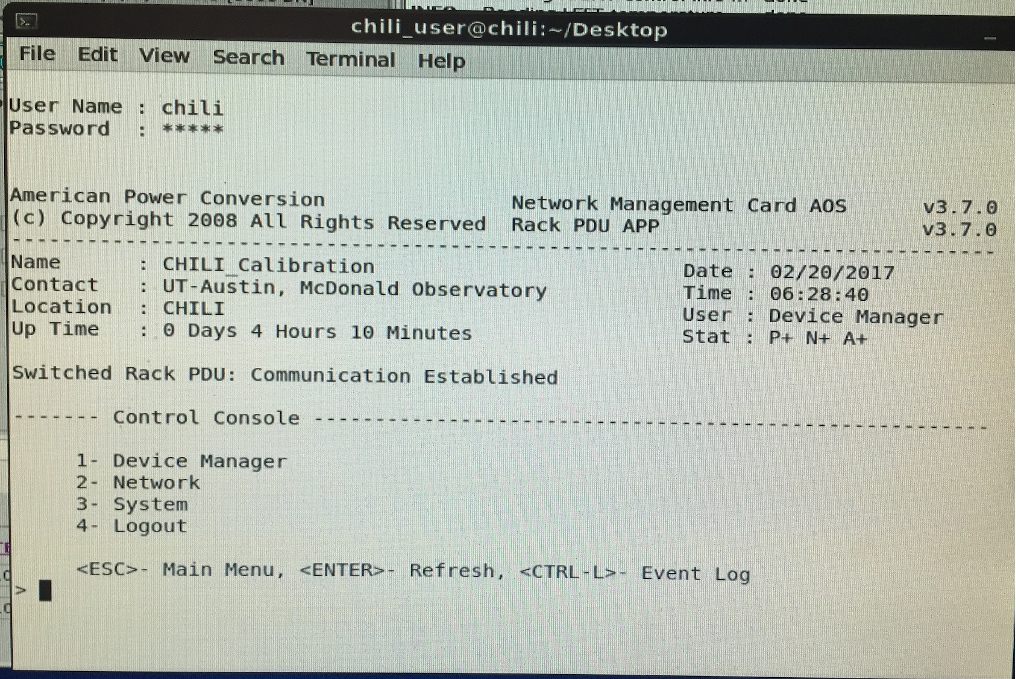 chili_user@chili:~/Desktop
File Edit View Search Terminal Help
User Name : chili
Password  : *****
American Power Conversion Network Management Card AOS v3.7.0
(c) Copyright 2008 All Rights Reserved Rack PDU APP v3.7.0
-------------------------------------------------------------------------------
Name : CHILI_Calibration Date : 02/20/2017
Contact : UT-Austin, McDonald Observatory Time : 06:28:40
Location : CHILI User : Device Manager
Up Time : 0 Days 4 Hours 10 Minutes Stat : P+ N+ A+
Switched Rack PDU: Communication Established
------- Control Console -------------------------------------------------------
1- Device Manager
2- Network
3- System
4- Logout
<ESC>- Main Menu, <ENTER>- Refresh, <CTRL-L>- Event Log
>